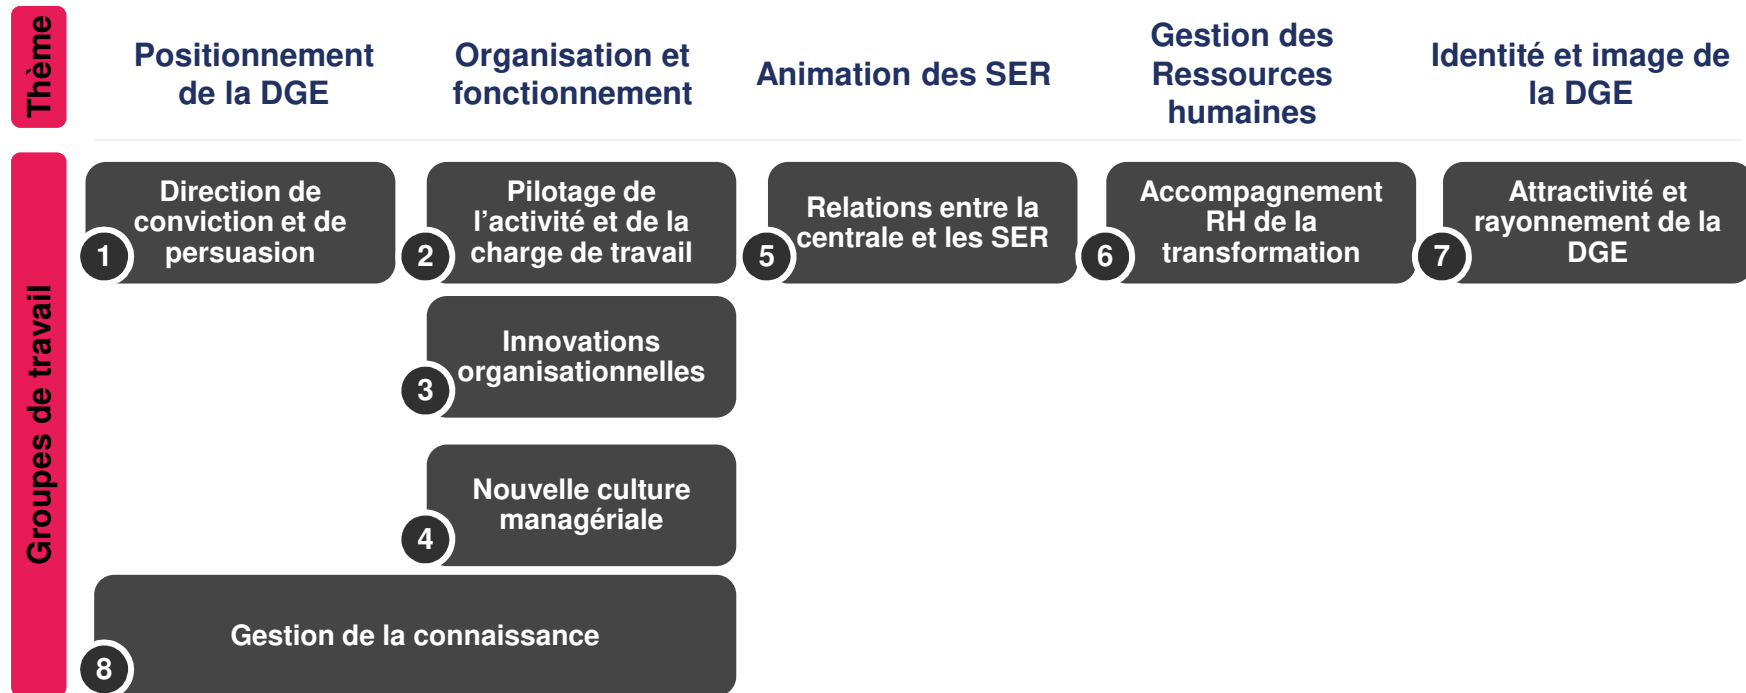 Thème
Positionnement
de la DGE
Organisation et
fonctionnement
Animation des SER
Gestion des
Ressources
humaines
Identité et image de
la DGE
Groupes de travail
Direction de
conviction et de
persuasion
1
Pilotage de
l'activité et de la
charge de travail
2
Relations entre la
centrale et les SER
5
Accompagnement
RH de la
transformation
6
Attractivité et
rayonnement de la
DGE
7
Innovations
organisationnelles
3
Nouvelle culture
managériale
4
Gestion de la connaissance
8